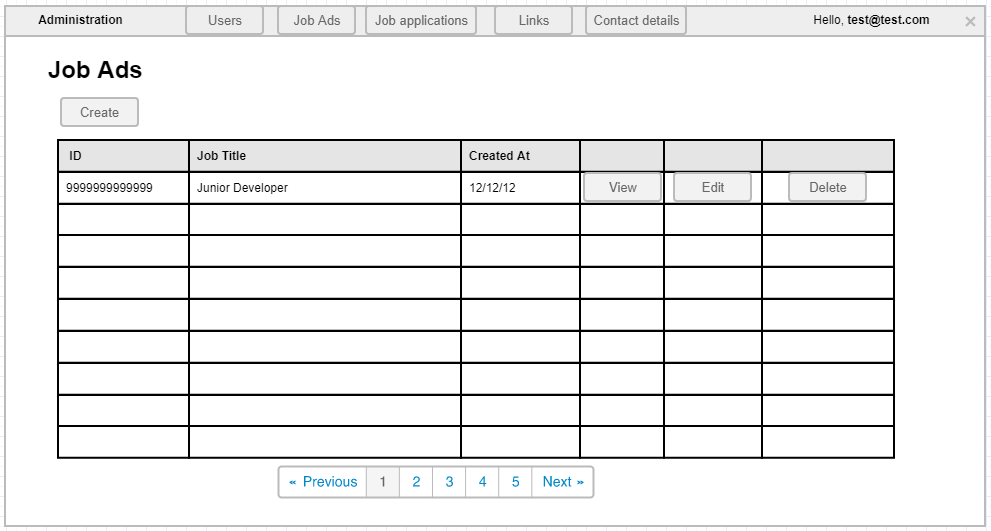 Administration Users Job Ads Job applications Links Contact details Hello, test@test.com ×
Job Ads
Create
ID Job Title Created At
9999999999999 Junior Developer 12/12/12 View Edit Delete
« Previous 1 2 3 4 5 Next »